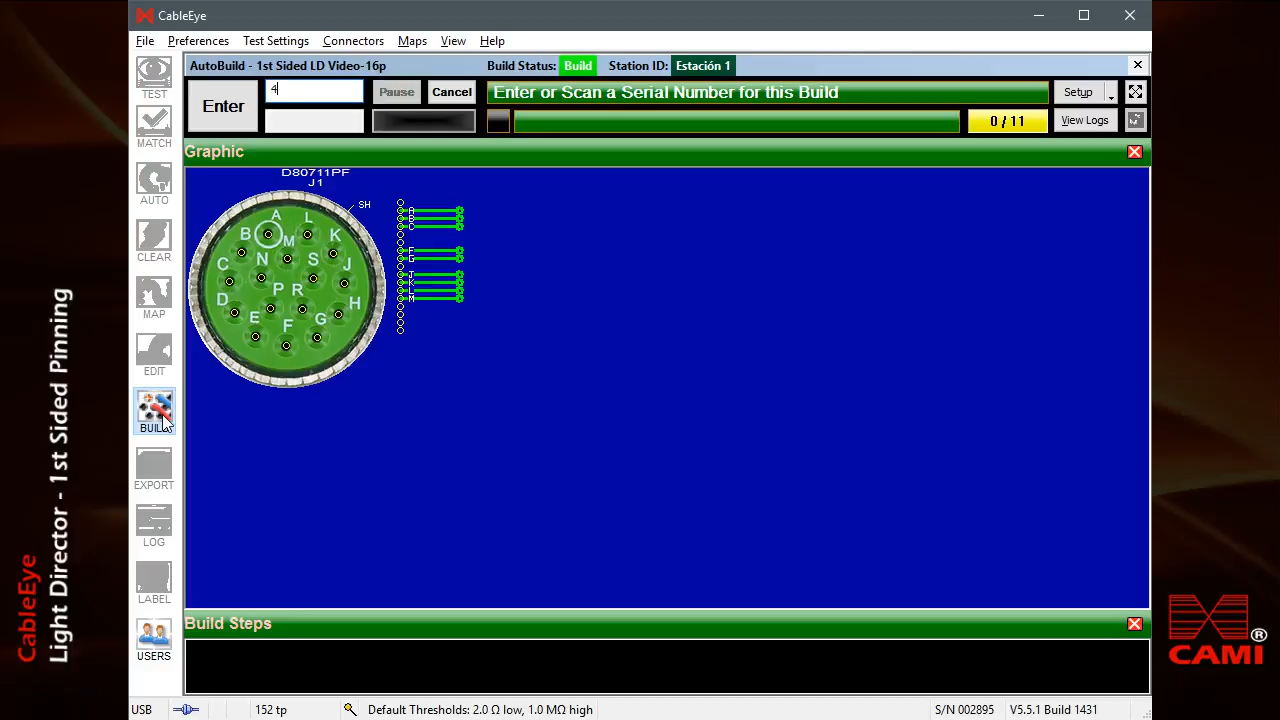 CableEye
File Preferences Test Settings Connectors Maps View Help
AutoBuild - 1st Sided LD Video-16p Build Status: Build Station ID: Estación 1
Enter 4 Pause Cancel Enter or Scan a Serial Number for this Build Setup
0 / 11 View Logs
Graphic
D80711PF
J1
SH
A L
B M K
C N S J
D P R H
E F G
A
B
C
F
G
J
K
L
M
TEST
MATCH
AUTO
CLEAR
MAP
EDIT
BUILD
EXPORT
LOG
LABEL
USERS
Build Steps
USB 152 tp Default Thresholds: 2.0 Ω low, 1.0 MΩ high S/N 002895 V5.5.1 Build 1431
CableEye
Light Director - 1st Sided Pinning
CAMI ®